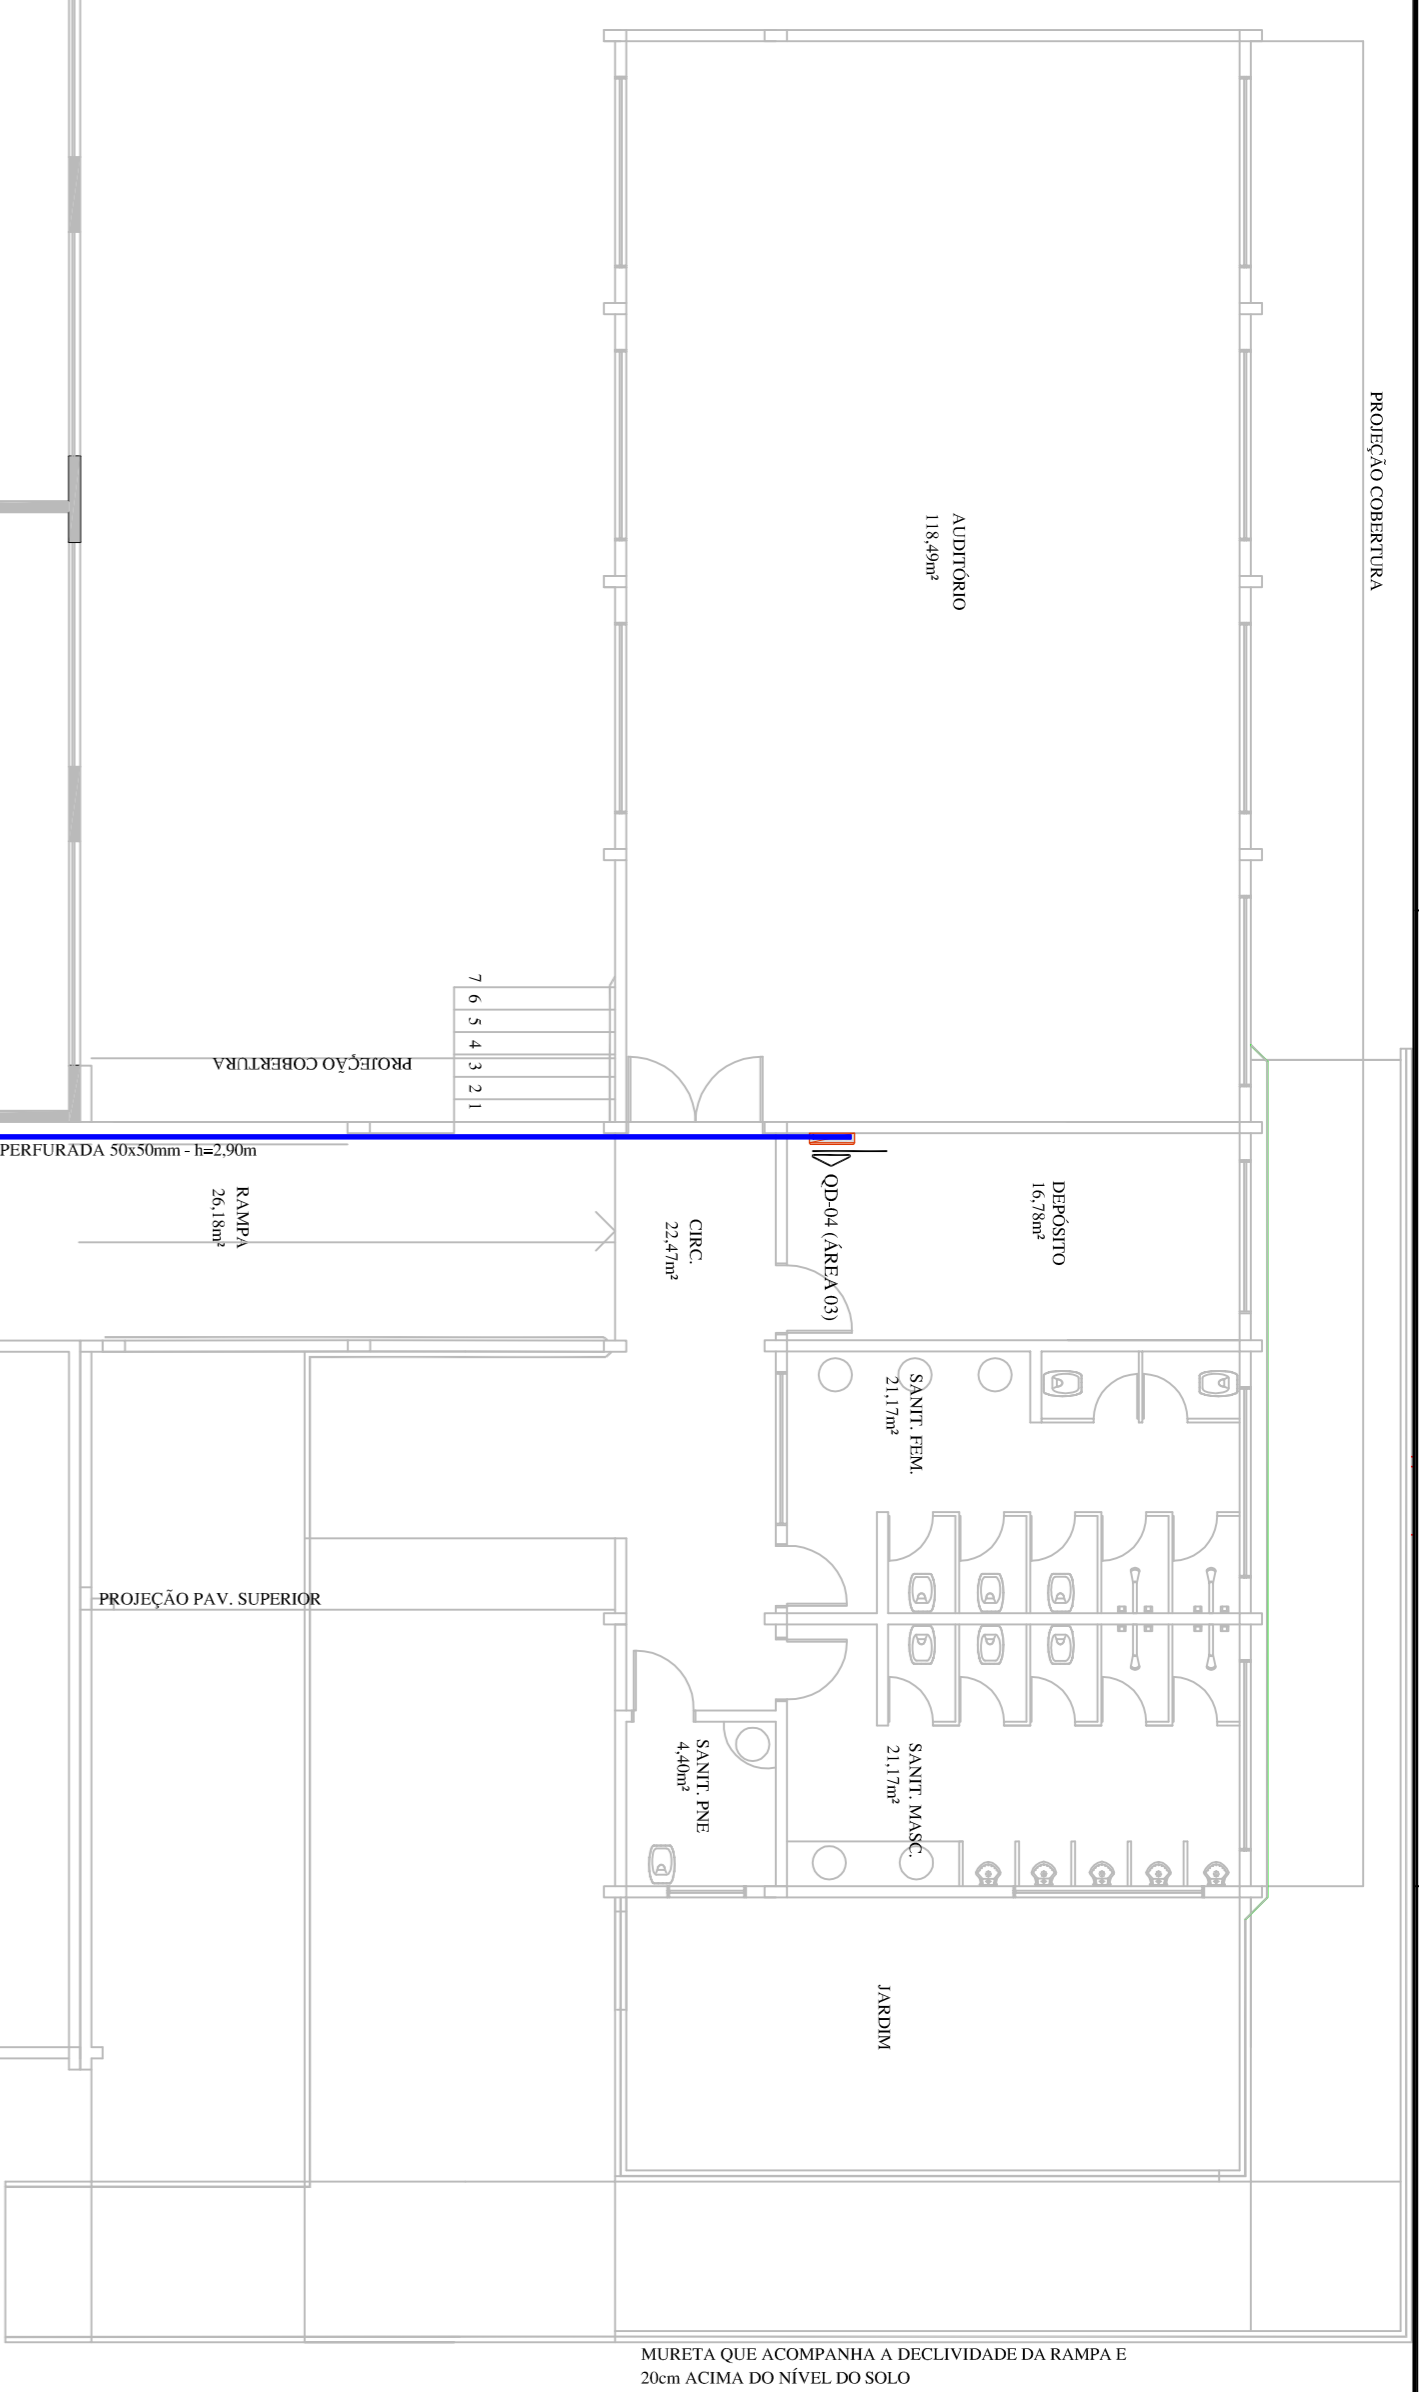 PROJEÇÃO COBERTURA
AUDITÓRIO
118,49m²
7 6 5 4 3 2 1
PROJEÇÃO COBERTURA
PERFURADA 50x50mm - h=2,90m
RAMPA
26,18m²
CIRC.
22,47m²
QD-04 (ÁREA 03)
DEPÓSITO
16,78m²
SANIT. FEM.
21,17m²
PROJEÇÃO PAV. SUPERIOR
SANIT. PNE
4,40m²
SANIT. MASC.
21,17m²
JARDIM
MURETA QUE ACOMPANHA A DECLIVIDADE DA RAMPA E
20cm ACIMA DO NÍVEL DO SOLO